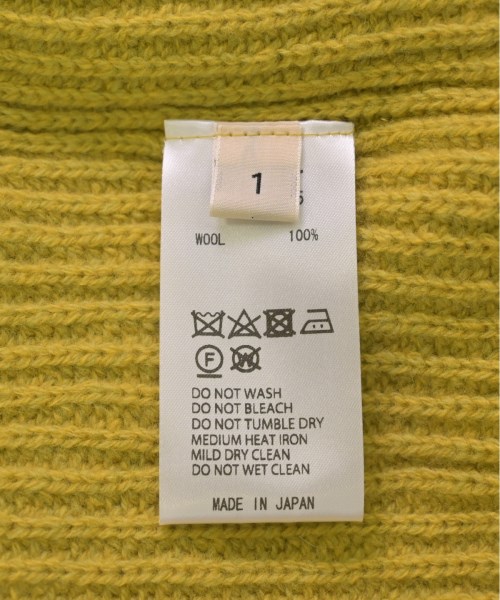 1
WOOL 100%
F W
DO NOT WASH
DO NOT BLEACH
DO NOT TUMBLE DRY
MEDIUM HEAT IRON
MILD DRY CLEAN
DO NOT WET CLEAN
MADE IN JAPAN